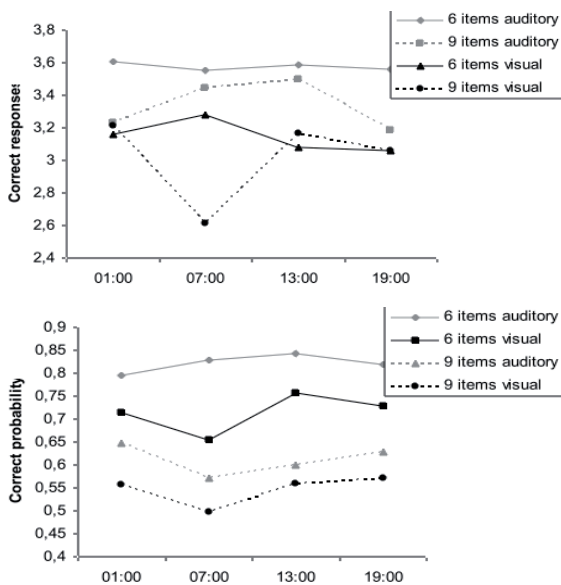 6 items auditory
9 items auditory
6 items visual
9 items visual
Correct responses
3,8
3,6
3,4
3,2
3
2,8
2,6
2,4
01:00 07:00 13:00 19:00
6 items auditory
6 items visual
9 items auditory
9 items visual
Correct probability
0,9
0,85
0,8
0,75
0,7
0,65
0,6
0,55
0,5
0,45
0,4
01:00 07:00 13:00 19:00